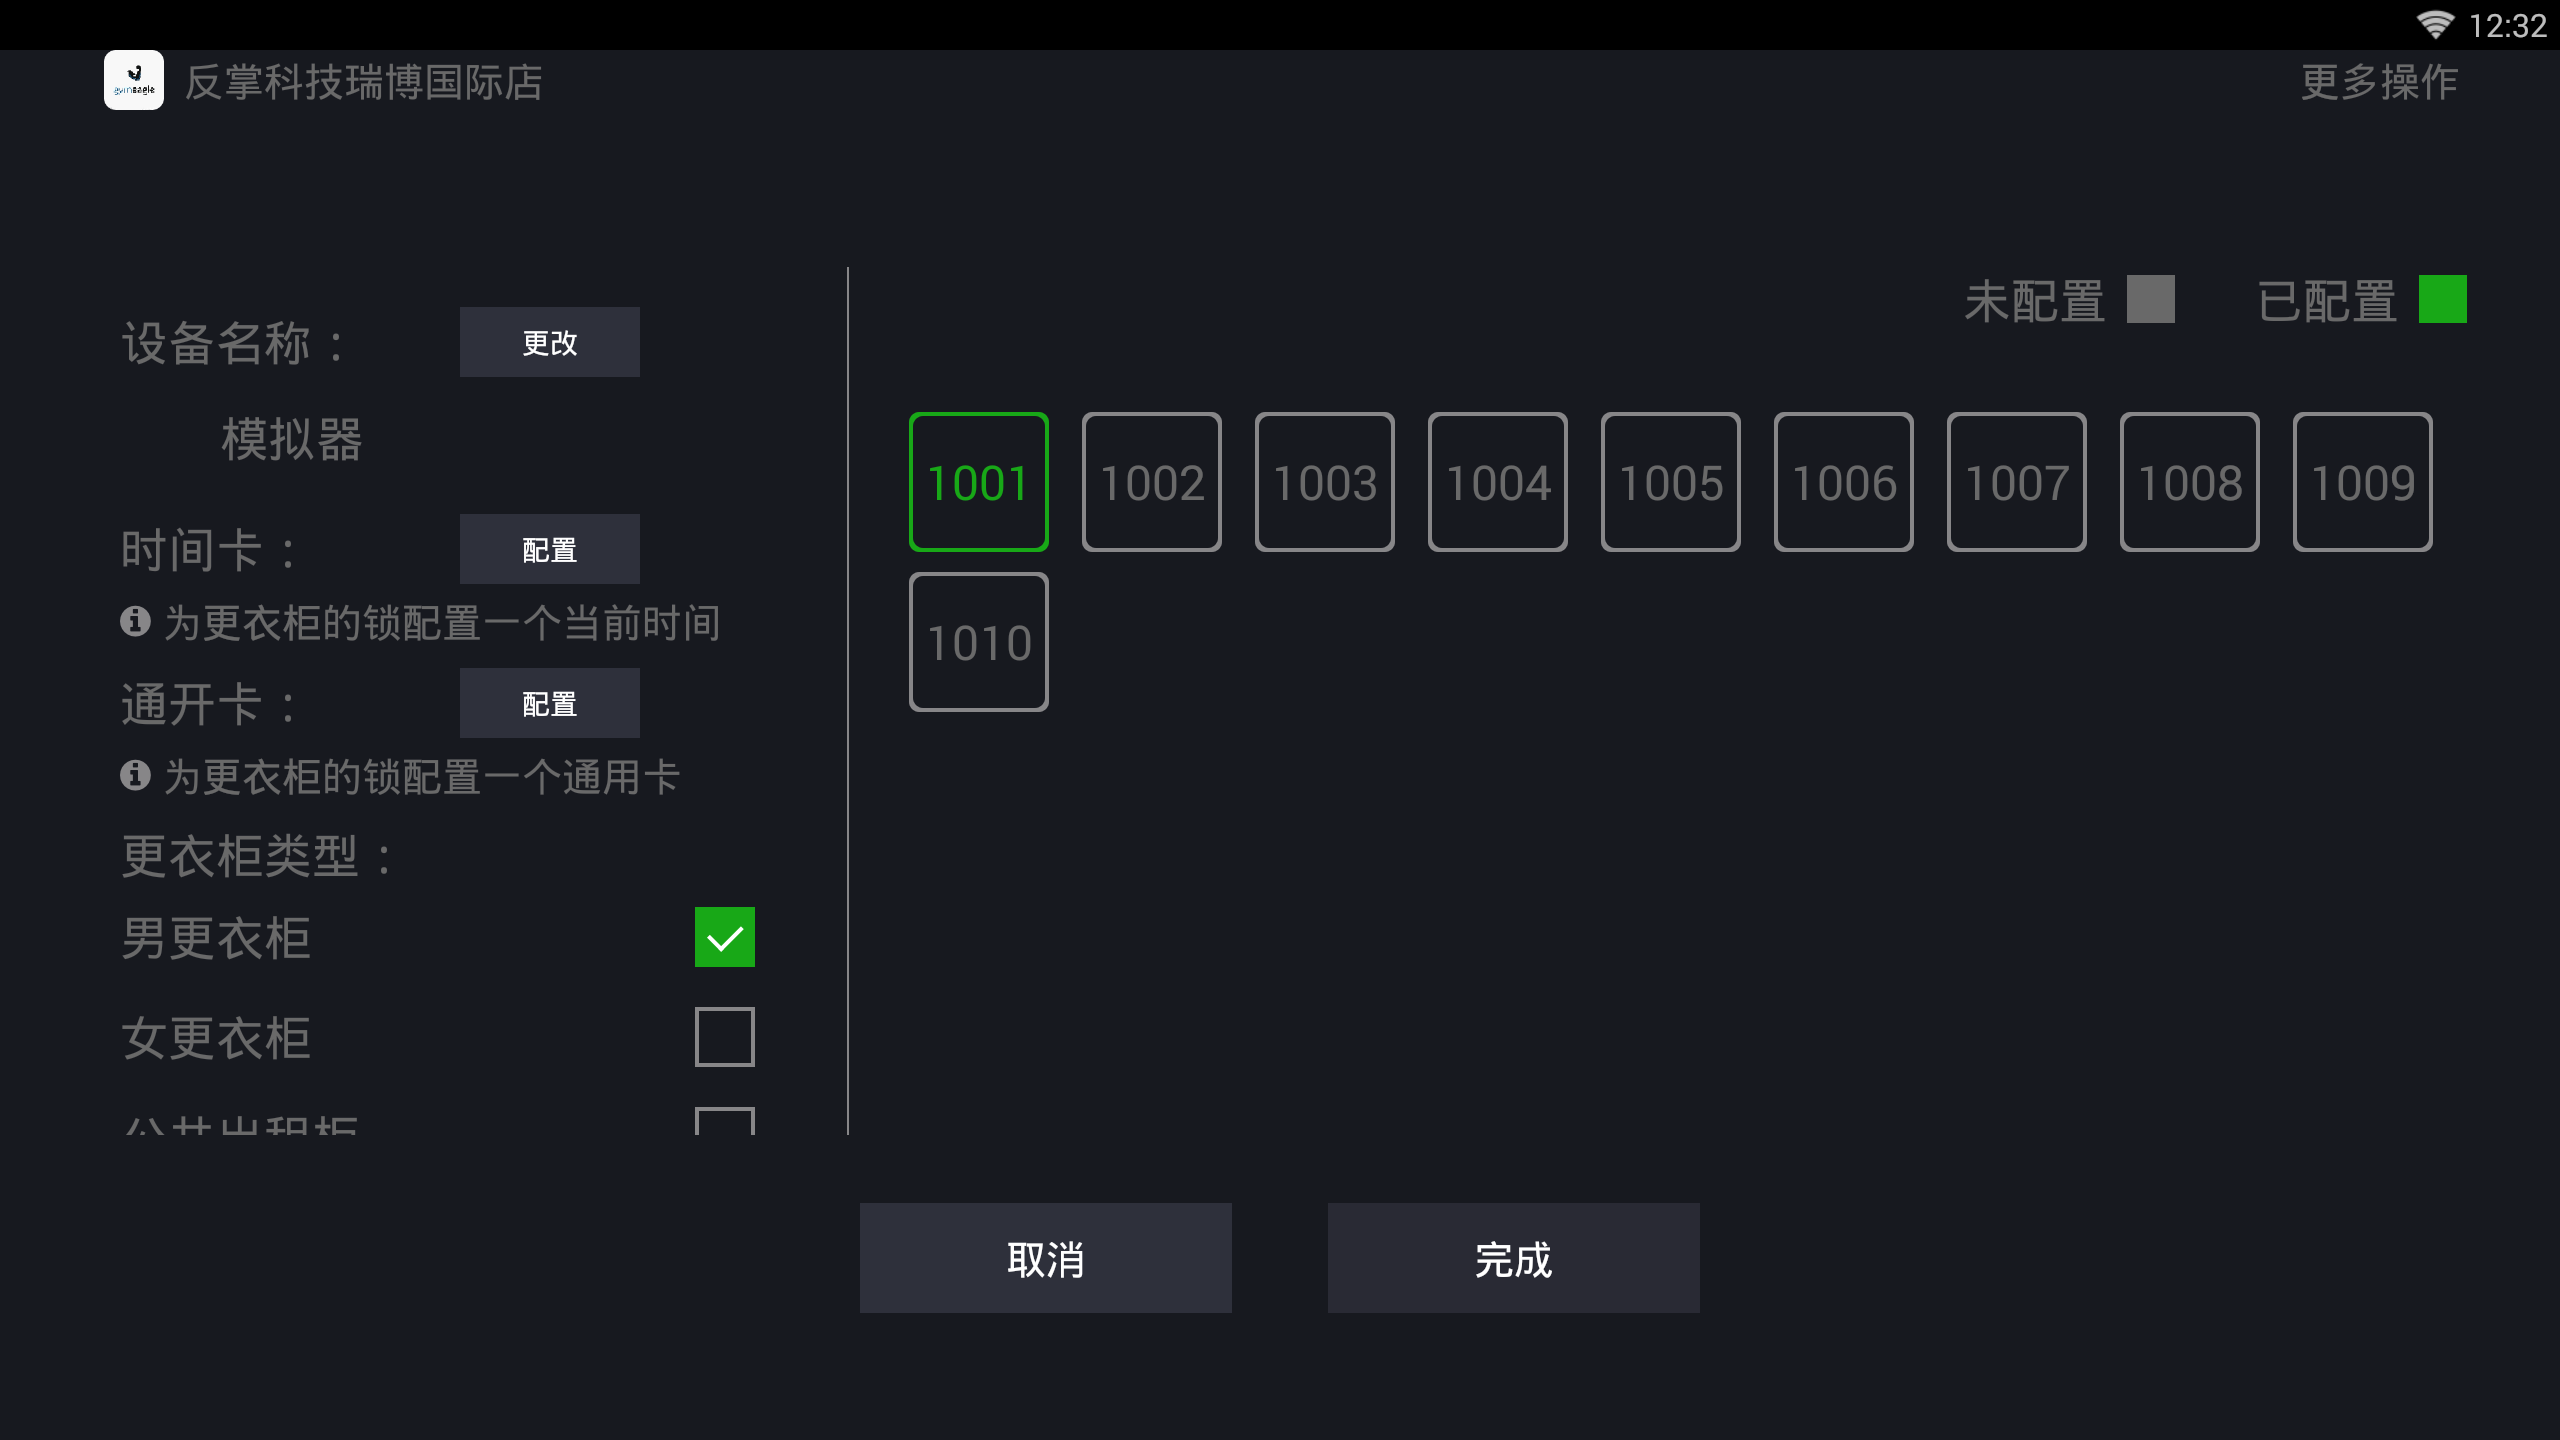 12:32
gymeagle
反掌科技瑞博国际店
更多操作
未配置
已配置
设备名称：
更改
模拟器
时间卡：
配置
为更衣柜的锁配置一个当前时间
通开卡：
配置
为更衣柜的锁配置一个通用卡
更衣柜类型：
男更衣柜
女更衣柜
公共出租柜
1001 1002 1003 1004 1005 1006 1007 1008 1009
1010
取消
完成